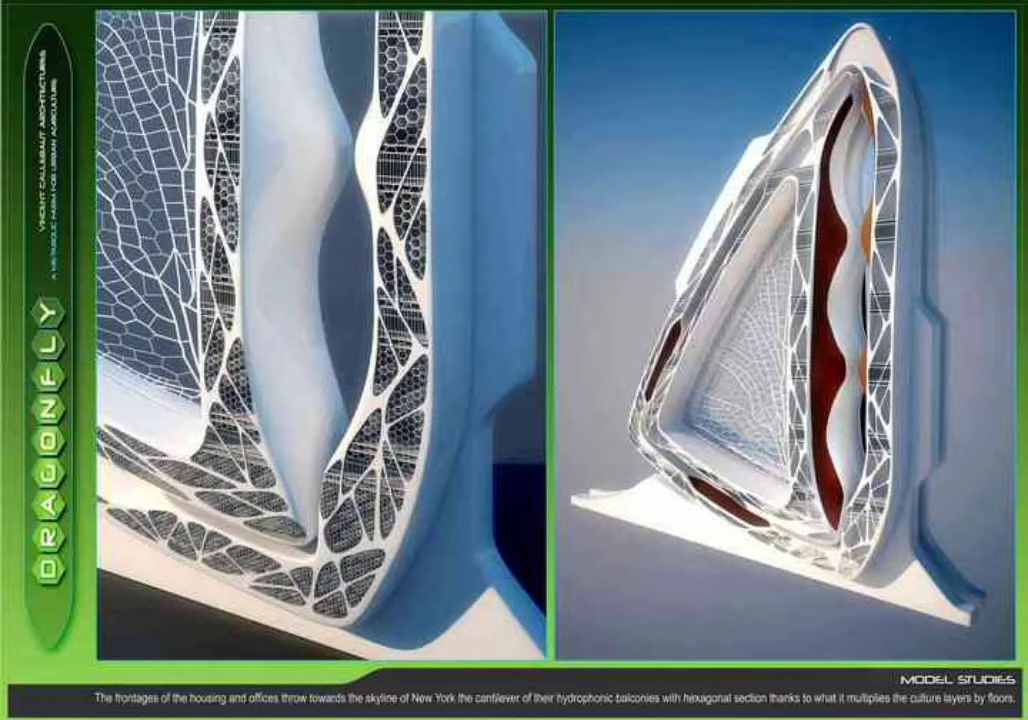 DRAGONFLY
VINCENT CALLEBAUT ARCHITECTURES
A METABOLIC FARM FOR URBAN AGRICULTURE
MODEL STUDIES
The frontages of the housing and offices throw towards the skyline of New York the cantilever of their hydrophonic balconies with hexagonal section thanks to what it multiplies the culture layers by floors.